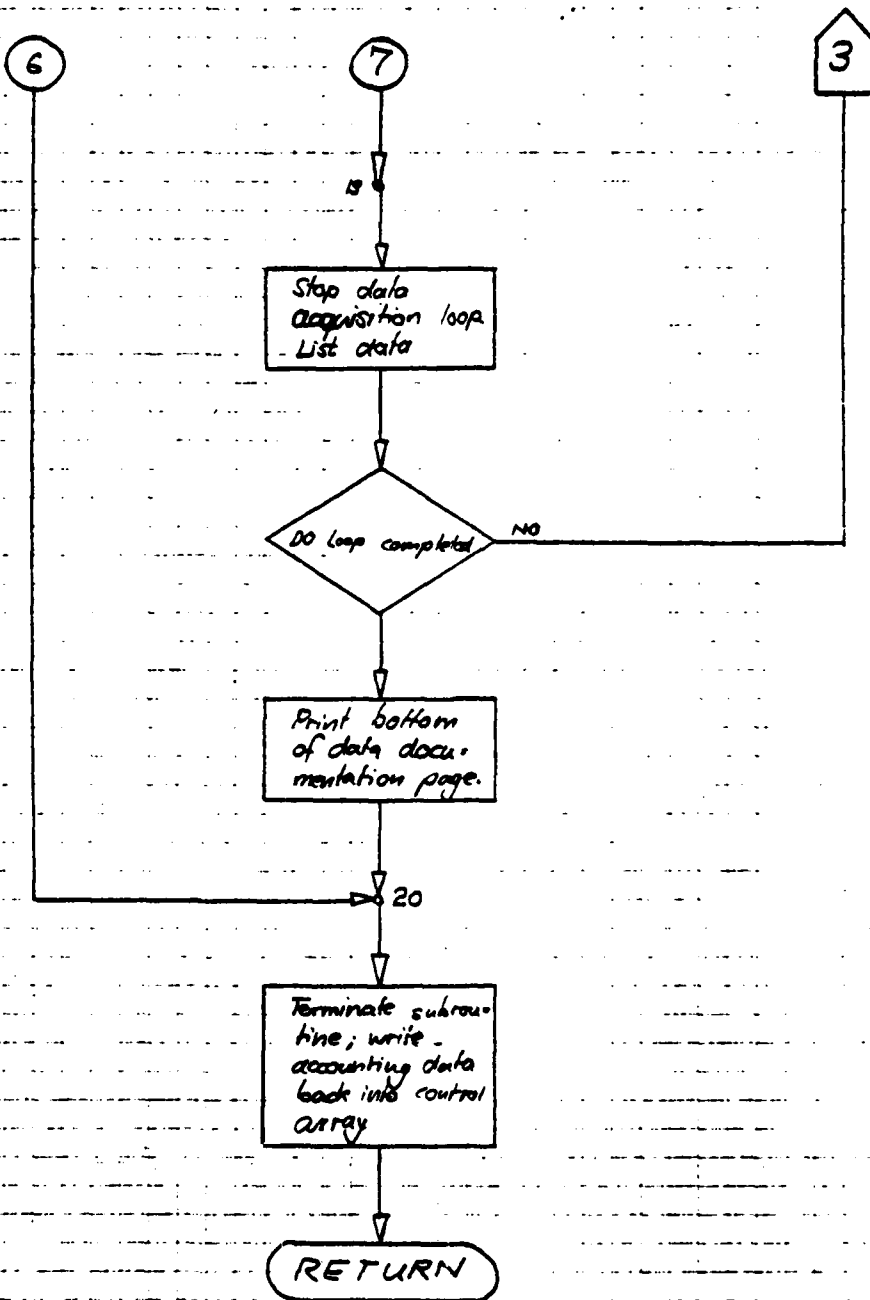 6
7
3
Stop data
acquisition loop
List data
DO Loop completed
NO
Print bottom
of data docu-
mentation page.
20
Terminate subrou-
tine; write
accounting data
back into control
array
RETURN